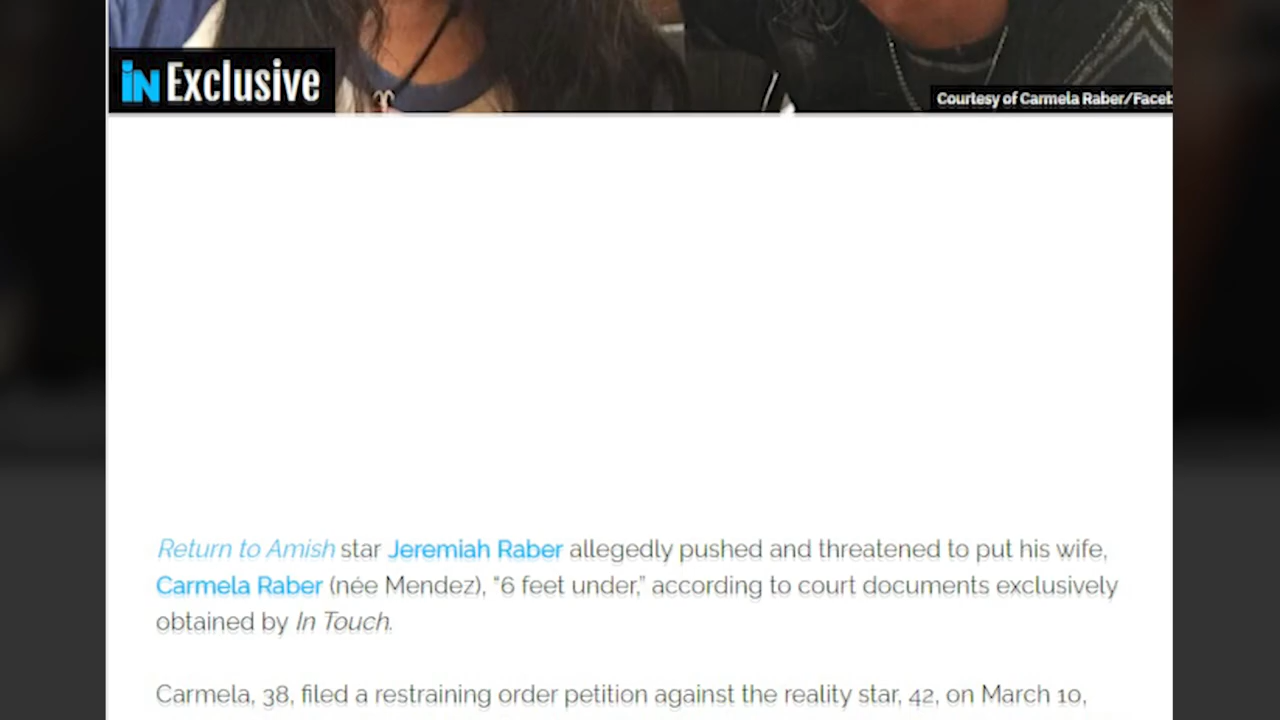 iN Exclusive
Courtesy of Carmela Raber/Faceb
Return to Amish star Jeremiah Raber allegedly pushed and threatened to put his wife,
Carmela Raber (née Mendez), “6 feet under,” according to court documents exclusively
obtained by In Touch.
Carmela, 38, filed a restraining order petition against the reality star, 42, on March 10,